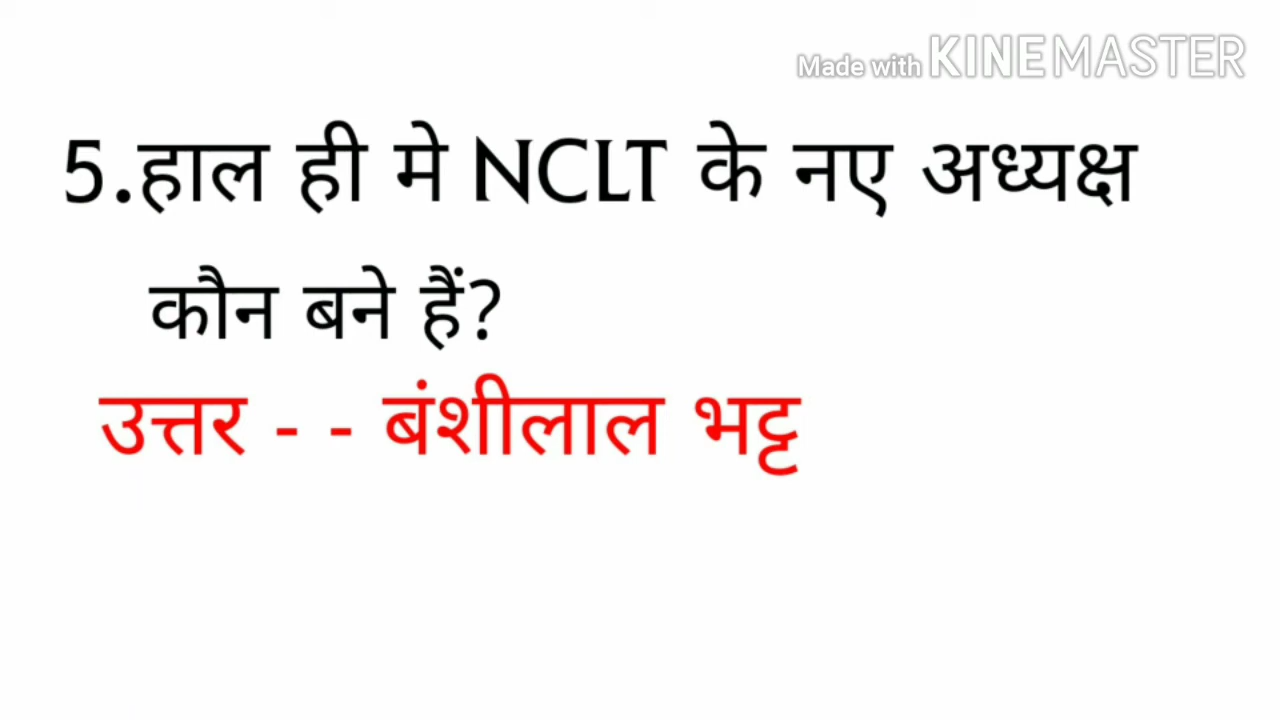 Made with KINEMASTER
5.हाल ही मे NCLT के नए अध्यक्ष
कौन बने हैं?
उत्तर - - बंशीलाल भट्ट